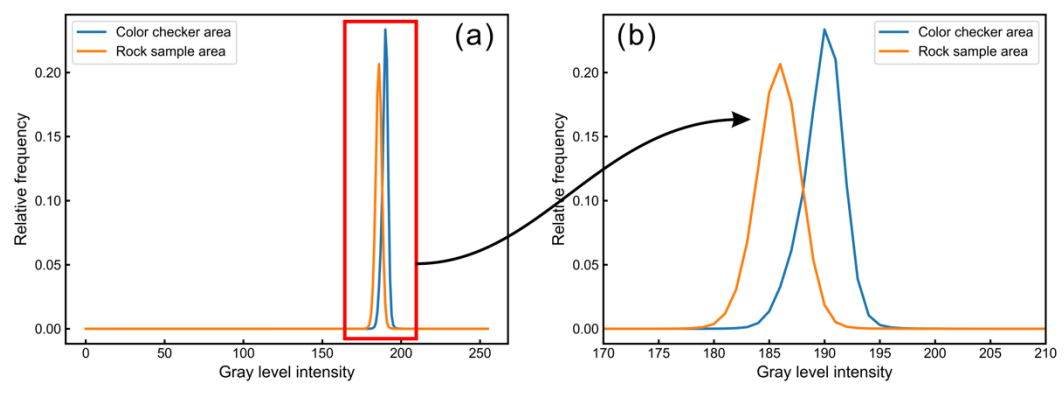 (a)
Color checker area
Rock sample area
Relative frequency
0.20
0.15
0.10
0.05
0.00
0
50
100
150
200
250
Gray level intensity
(b)
Color checker area
Rock sample area
Relative frequency
0.20
0.15
0.10
0.05
0.00
170
175
180
185
190
195
200
205
210
Gray level intensity